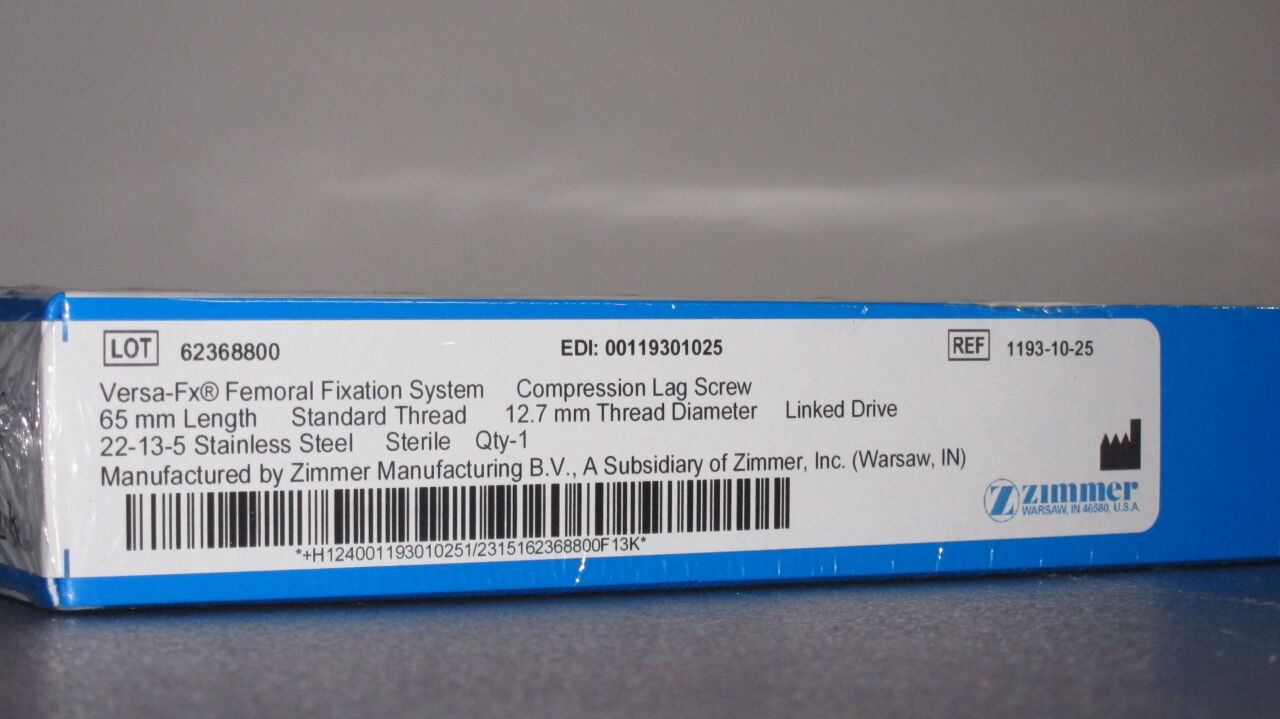 LOT 62368800 EDI: 00119301025 REF 1193-10-25
Versa-Fx® Femoral Fixation System Compression Lag Screw
65 mm Length Standard Thread 12.7 mm Thread Diameter Linked Drive
22-13-5 Stainless Steel Sterile Qty-1
Manufactured by Zimmer Manufacturing B.V., A Subsidiary of Zimmer, Inc. (Warsaw, IN)
*+H124001193010251/2315162368800F13K*
Z zimmer
WARSAW, IN 46580, U.S.A.